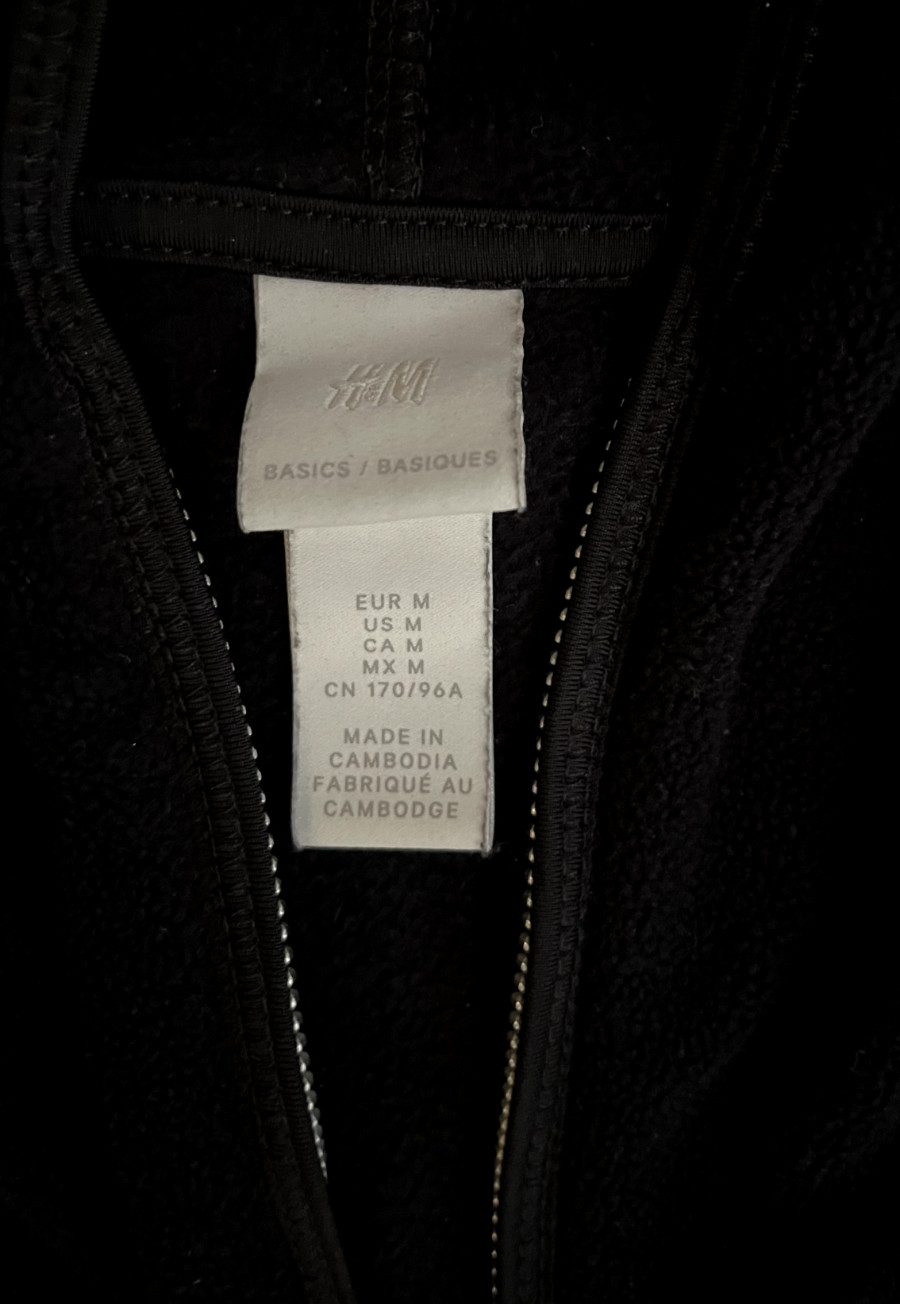 H&M
BASICS / BASIQUES
EUR M
US M
CA M
MX M
CN 170/96A
MADE IN
CAMBODIA
FABRIQUÉ AU
CAMBODGE